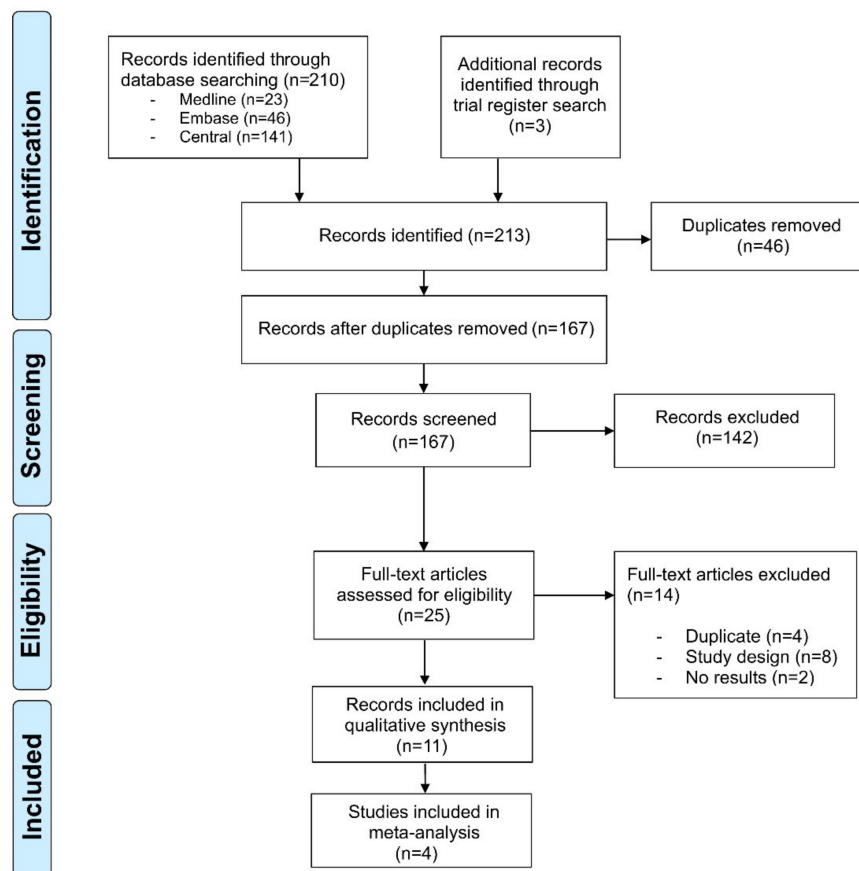 Identification
Records identified through
database searching (n=210)
- Medline (n=23)
- Embase (n=46)
- Central (n=141)
Additional records
identified through
trial register search
(n=3)
Records identified (n=213)
Duplicates removed
(n=46)
Records after duplicates removed (n=167)
Screening
Records screened
(n=167)
Records excluded
(n=142)
Eligibility
Full-text articles
assessed for eligibility
(n=25)
Full-text articles excluded
(n=14)
- Duplicate (n=4)
- Study design (n=8)
- No results (n=2)
Included
Records included in
qualitative synthesis
(n=11)
Studies included in
meta-analysis
(n=4)